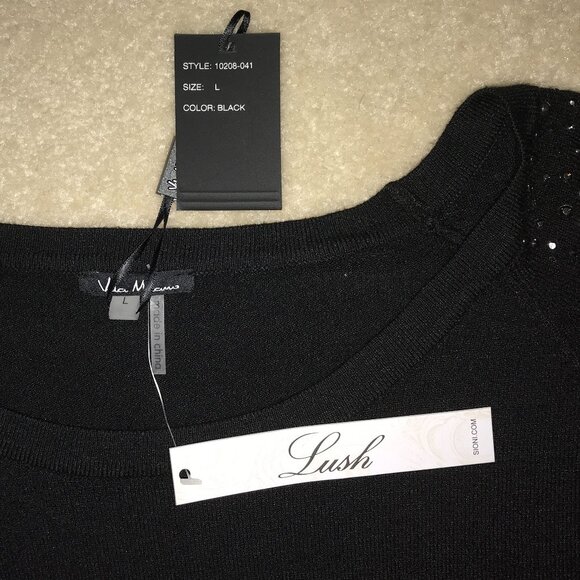 STYLE: 10208-041
SIZE: L
COLOR: BLACK
L
made in china
Lush
SIONI.COM